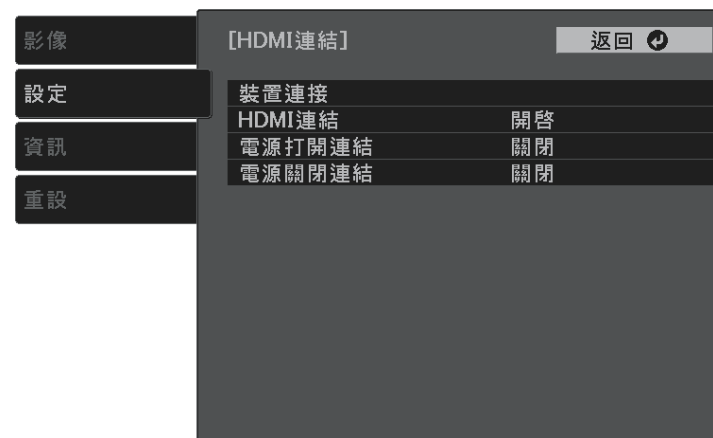 影像
設定
資訊
重設
[HDMI連結]
返回
裝置連接
HDMI連結 開啓
電源打開連結 關閉
電源關閉連結 關閉